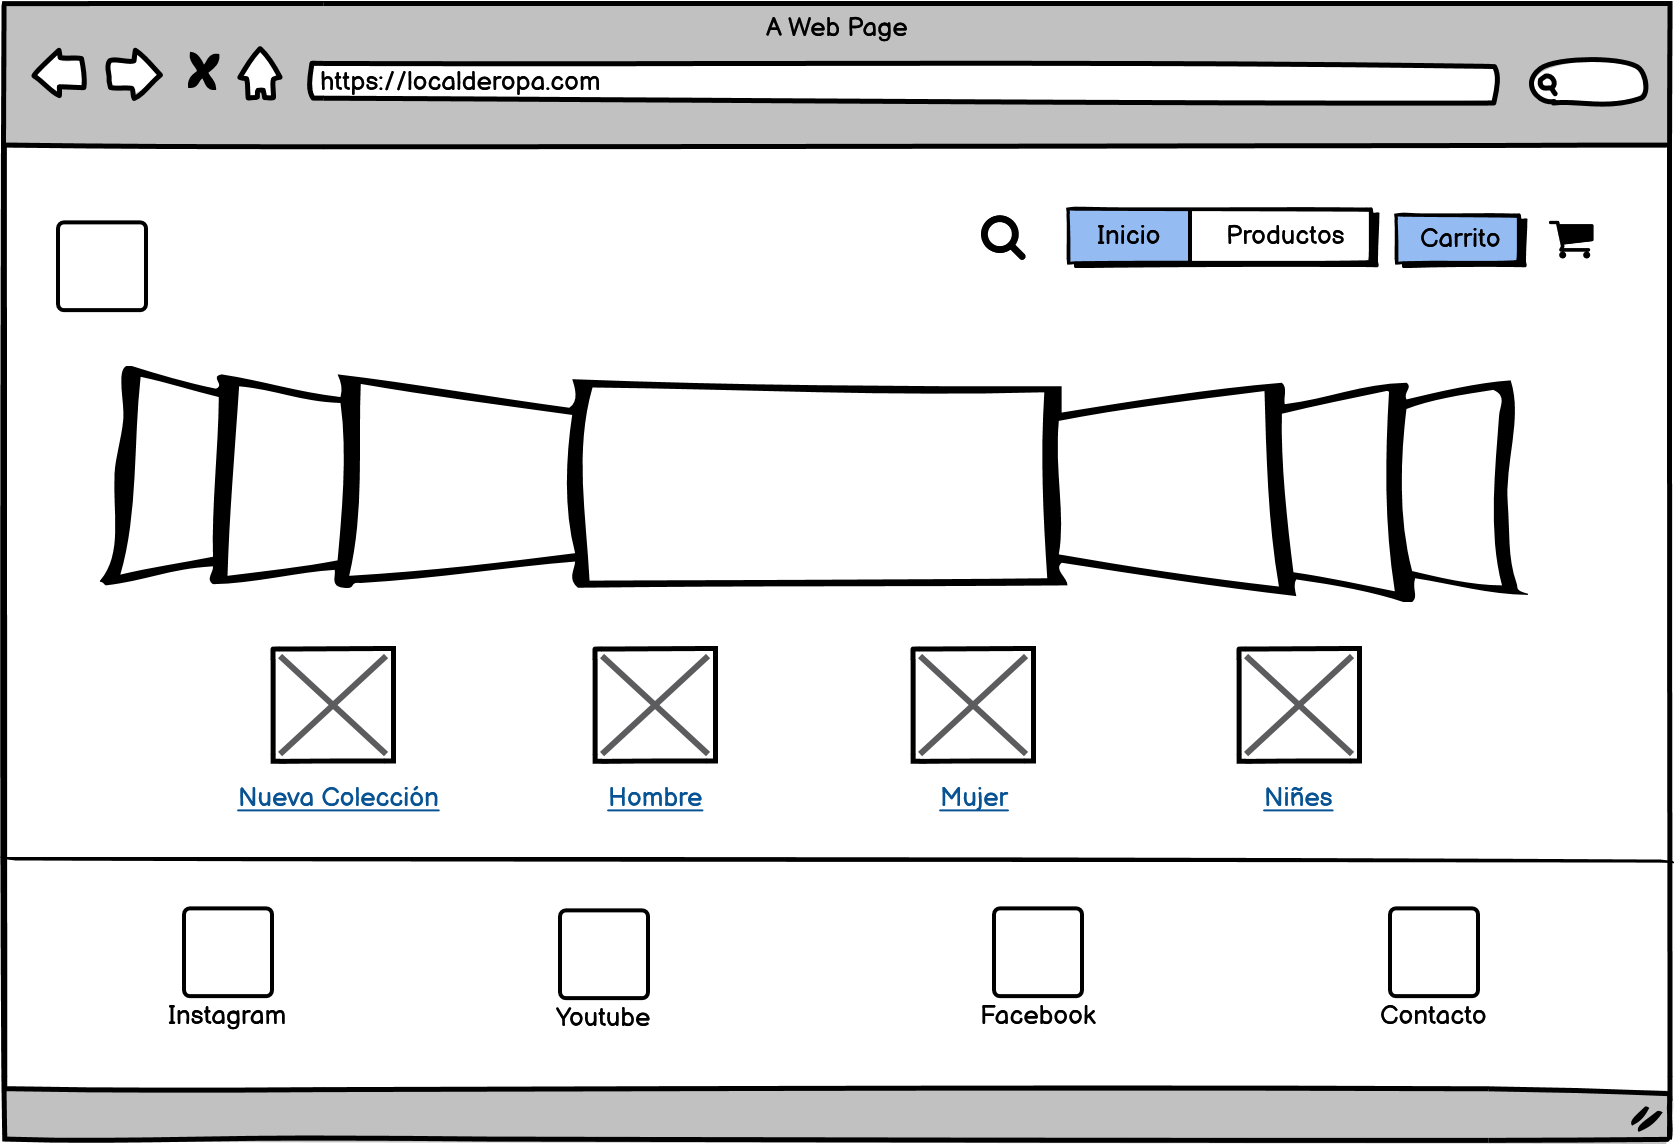 A Web Page
https://localderopa.com
Inicio
Productos
Carrito
Nueva Colección
Hombre
Mujer
Niñes
Instagram
Youtube
Facebook
Contacto